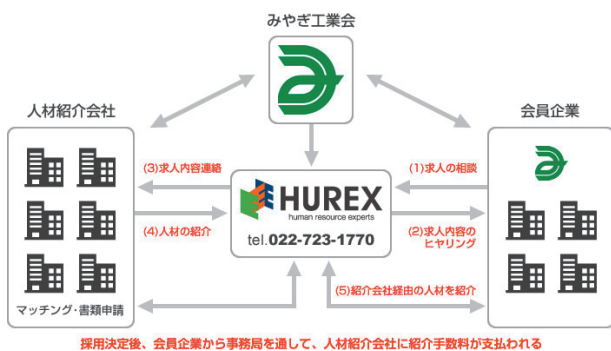 みやぎ工業会
人材紹介会社
会員企業
(3)求人内容連絡
(1)求人の相談
HUREX
human resource experts
tel.022-723-1770
(4)人材の紹介
(2)求人内容の
ヒヤリング
(5)紹介会社経由の人材を紹介
マッチング・書類申請
採用決定後、会員企業から事務局を通して、人材紹介会社に紹介手数料が支払われる